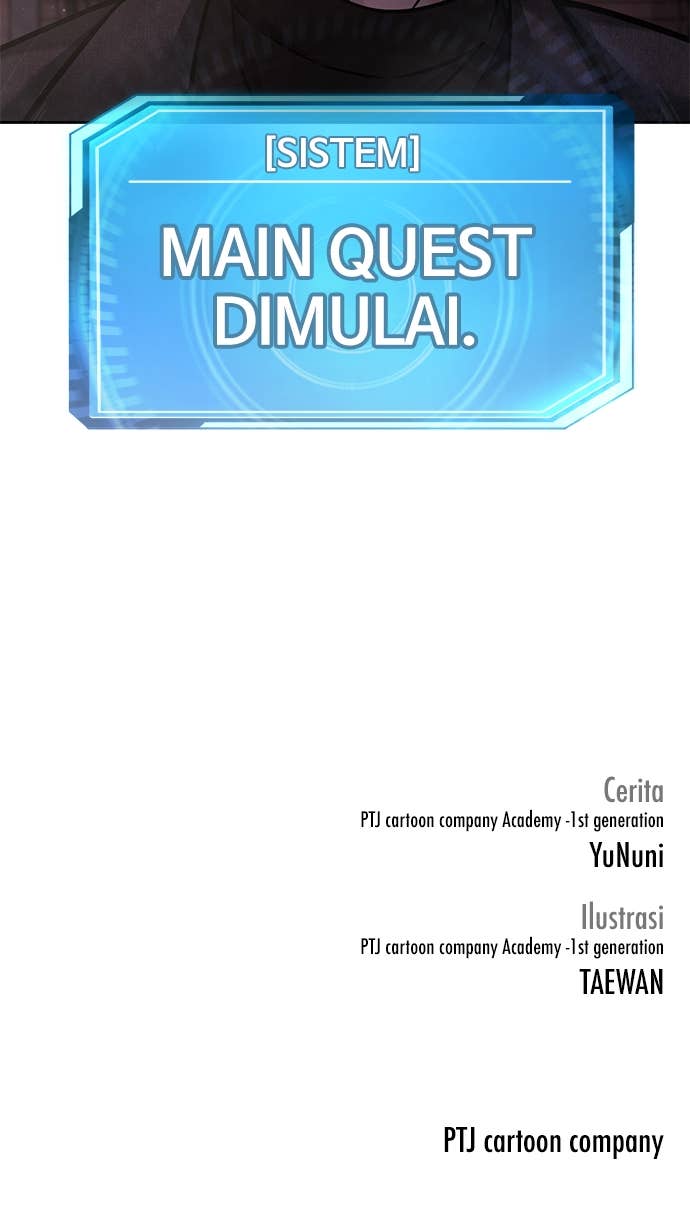 [SISTEM]
MAIN QUEST
DIMULAI.
Cerita
PTJ cartoon company Academy -1st generation
YuNuni
Ilustrasi
PTJ cartoon company Academy -1st generation
TAEWAN
PTJ cartoon company